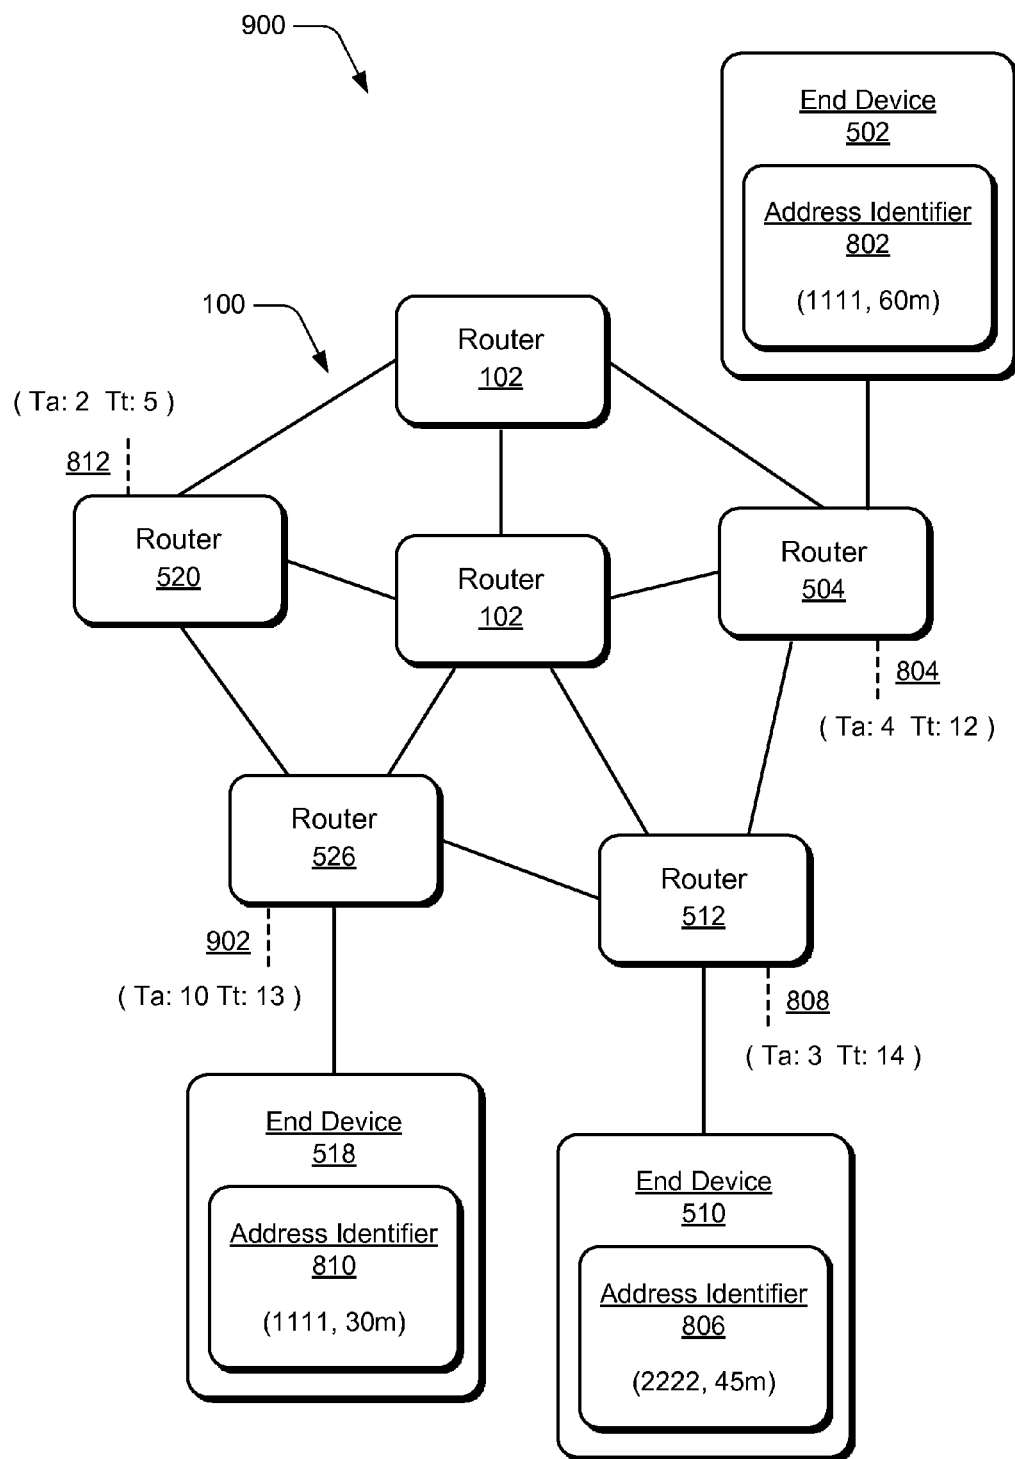 900
End Device
502
Address Identifier
802
(1111, 60m)
100
Router
102
( Ta: 2 Tt: 5 )
812
Router
520
Router
102
Router
504
804
( Ta: 4 Tt: 12 )
Router
526
Router
512
902
( Ta: 10 Tt: 13 )
808
( Ta: 3 Tt: 14 )
End Device
518
Address Identifier
810
(1111, 30m)
End Device
510
Address Identifier
806
(2222, 45m)